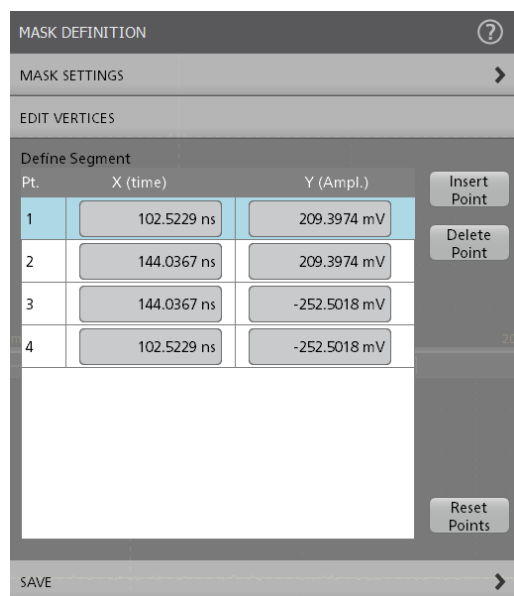 MASK DEFINITION ?
MASK SETTINGS
EDIT VERTICES
Define Segment
Pt. X (time) Y (Ampl.)
Insert
Point
1 102.5229 ns 209.3974 mV
Delete
Point
2 144.0367 ns 209.3974 mV
3 144.0367 ns -252.5018 mV
4 102.5229 ns -252.5018 mV
Reset
Points
SAVE